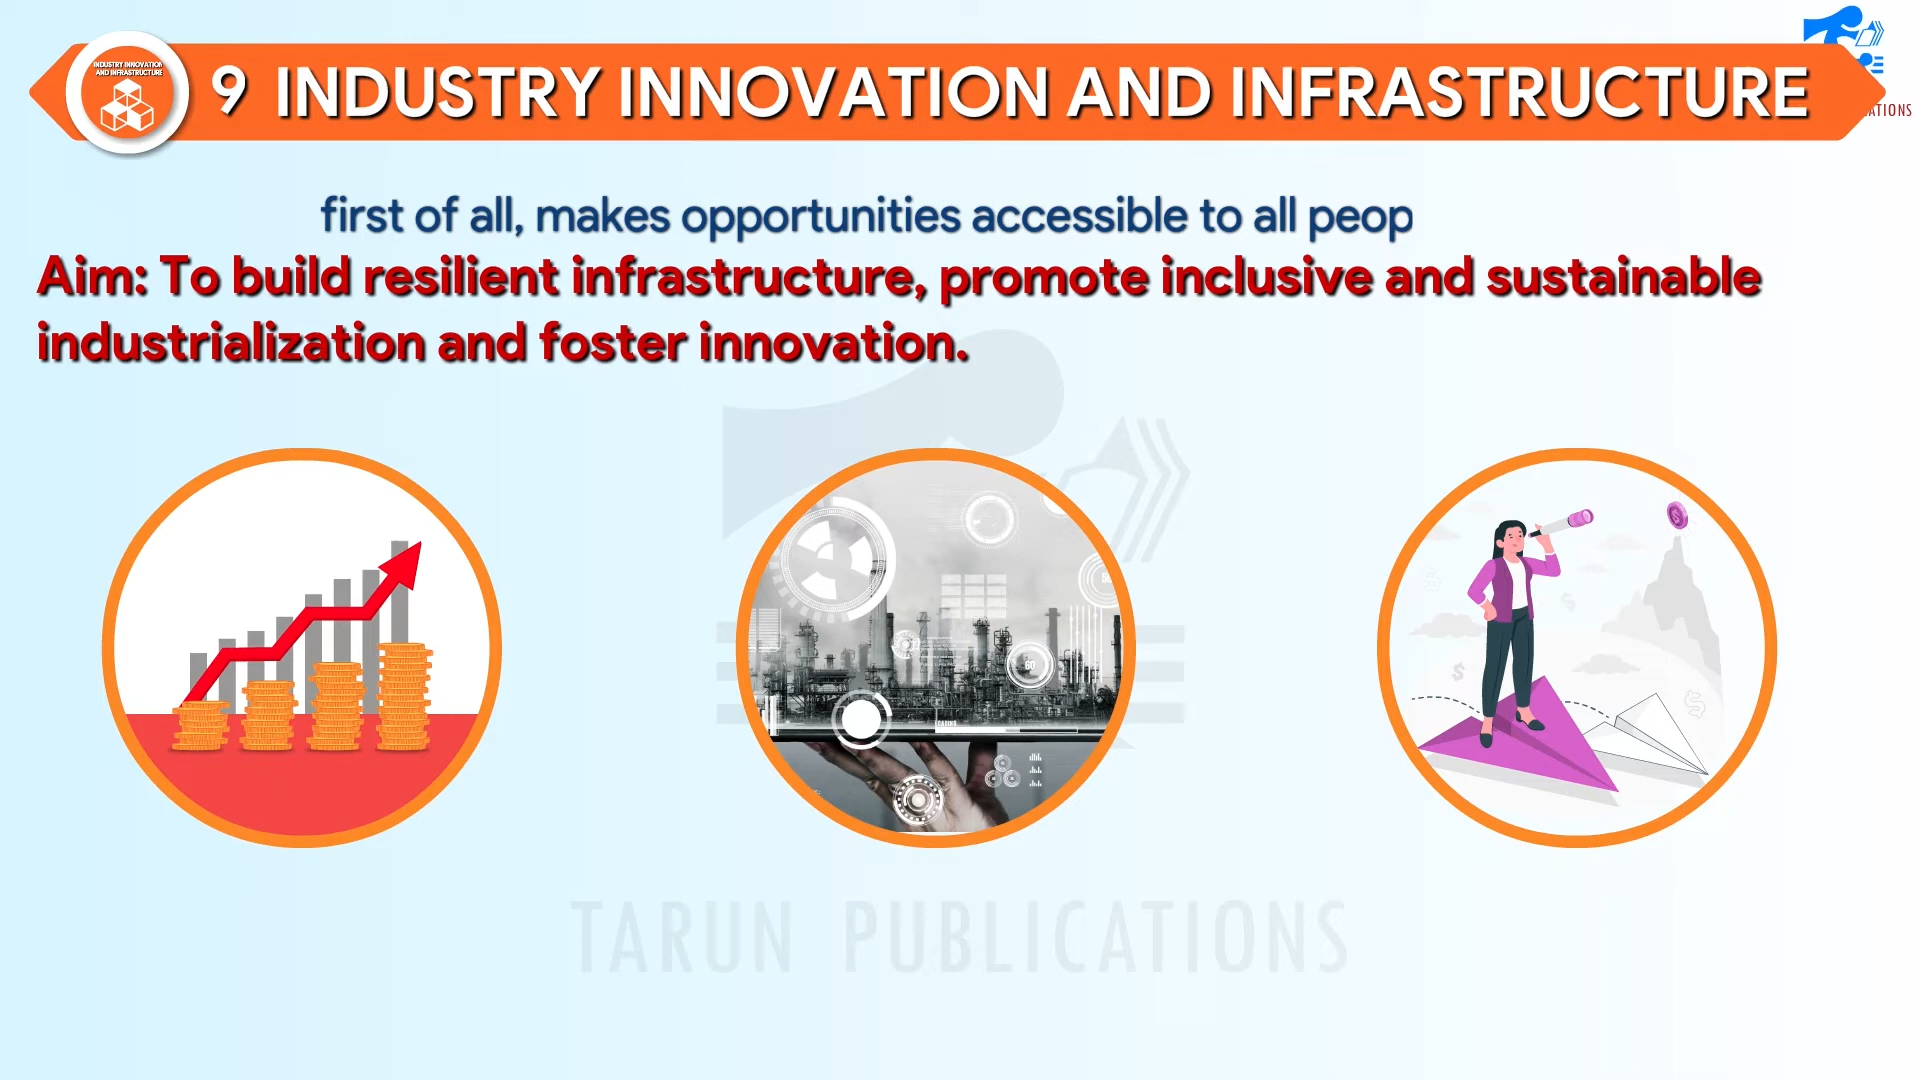 INDUSTRY INNOVATION
AND INFRASTRUCTURE
9 INDUSTRY INNOVATION AND INFRASTRUCTURE
ATIONS
first of all, makes opportunities accessible to all peop
Aim: To build resilient infrastructure, promote inclusive and sustainable
industrialization and foster innovation.
60
TARUN PUBLICATIONS